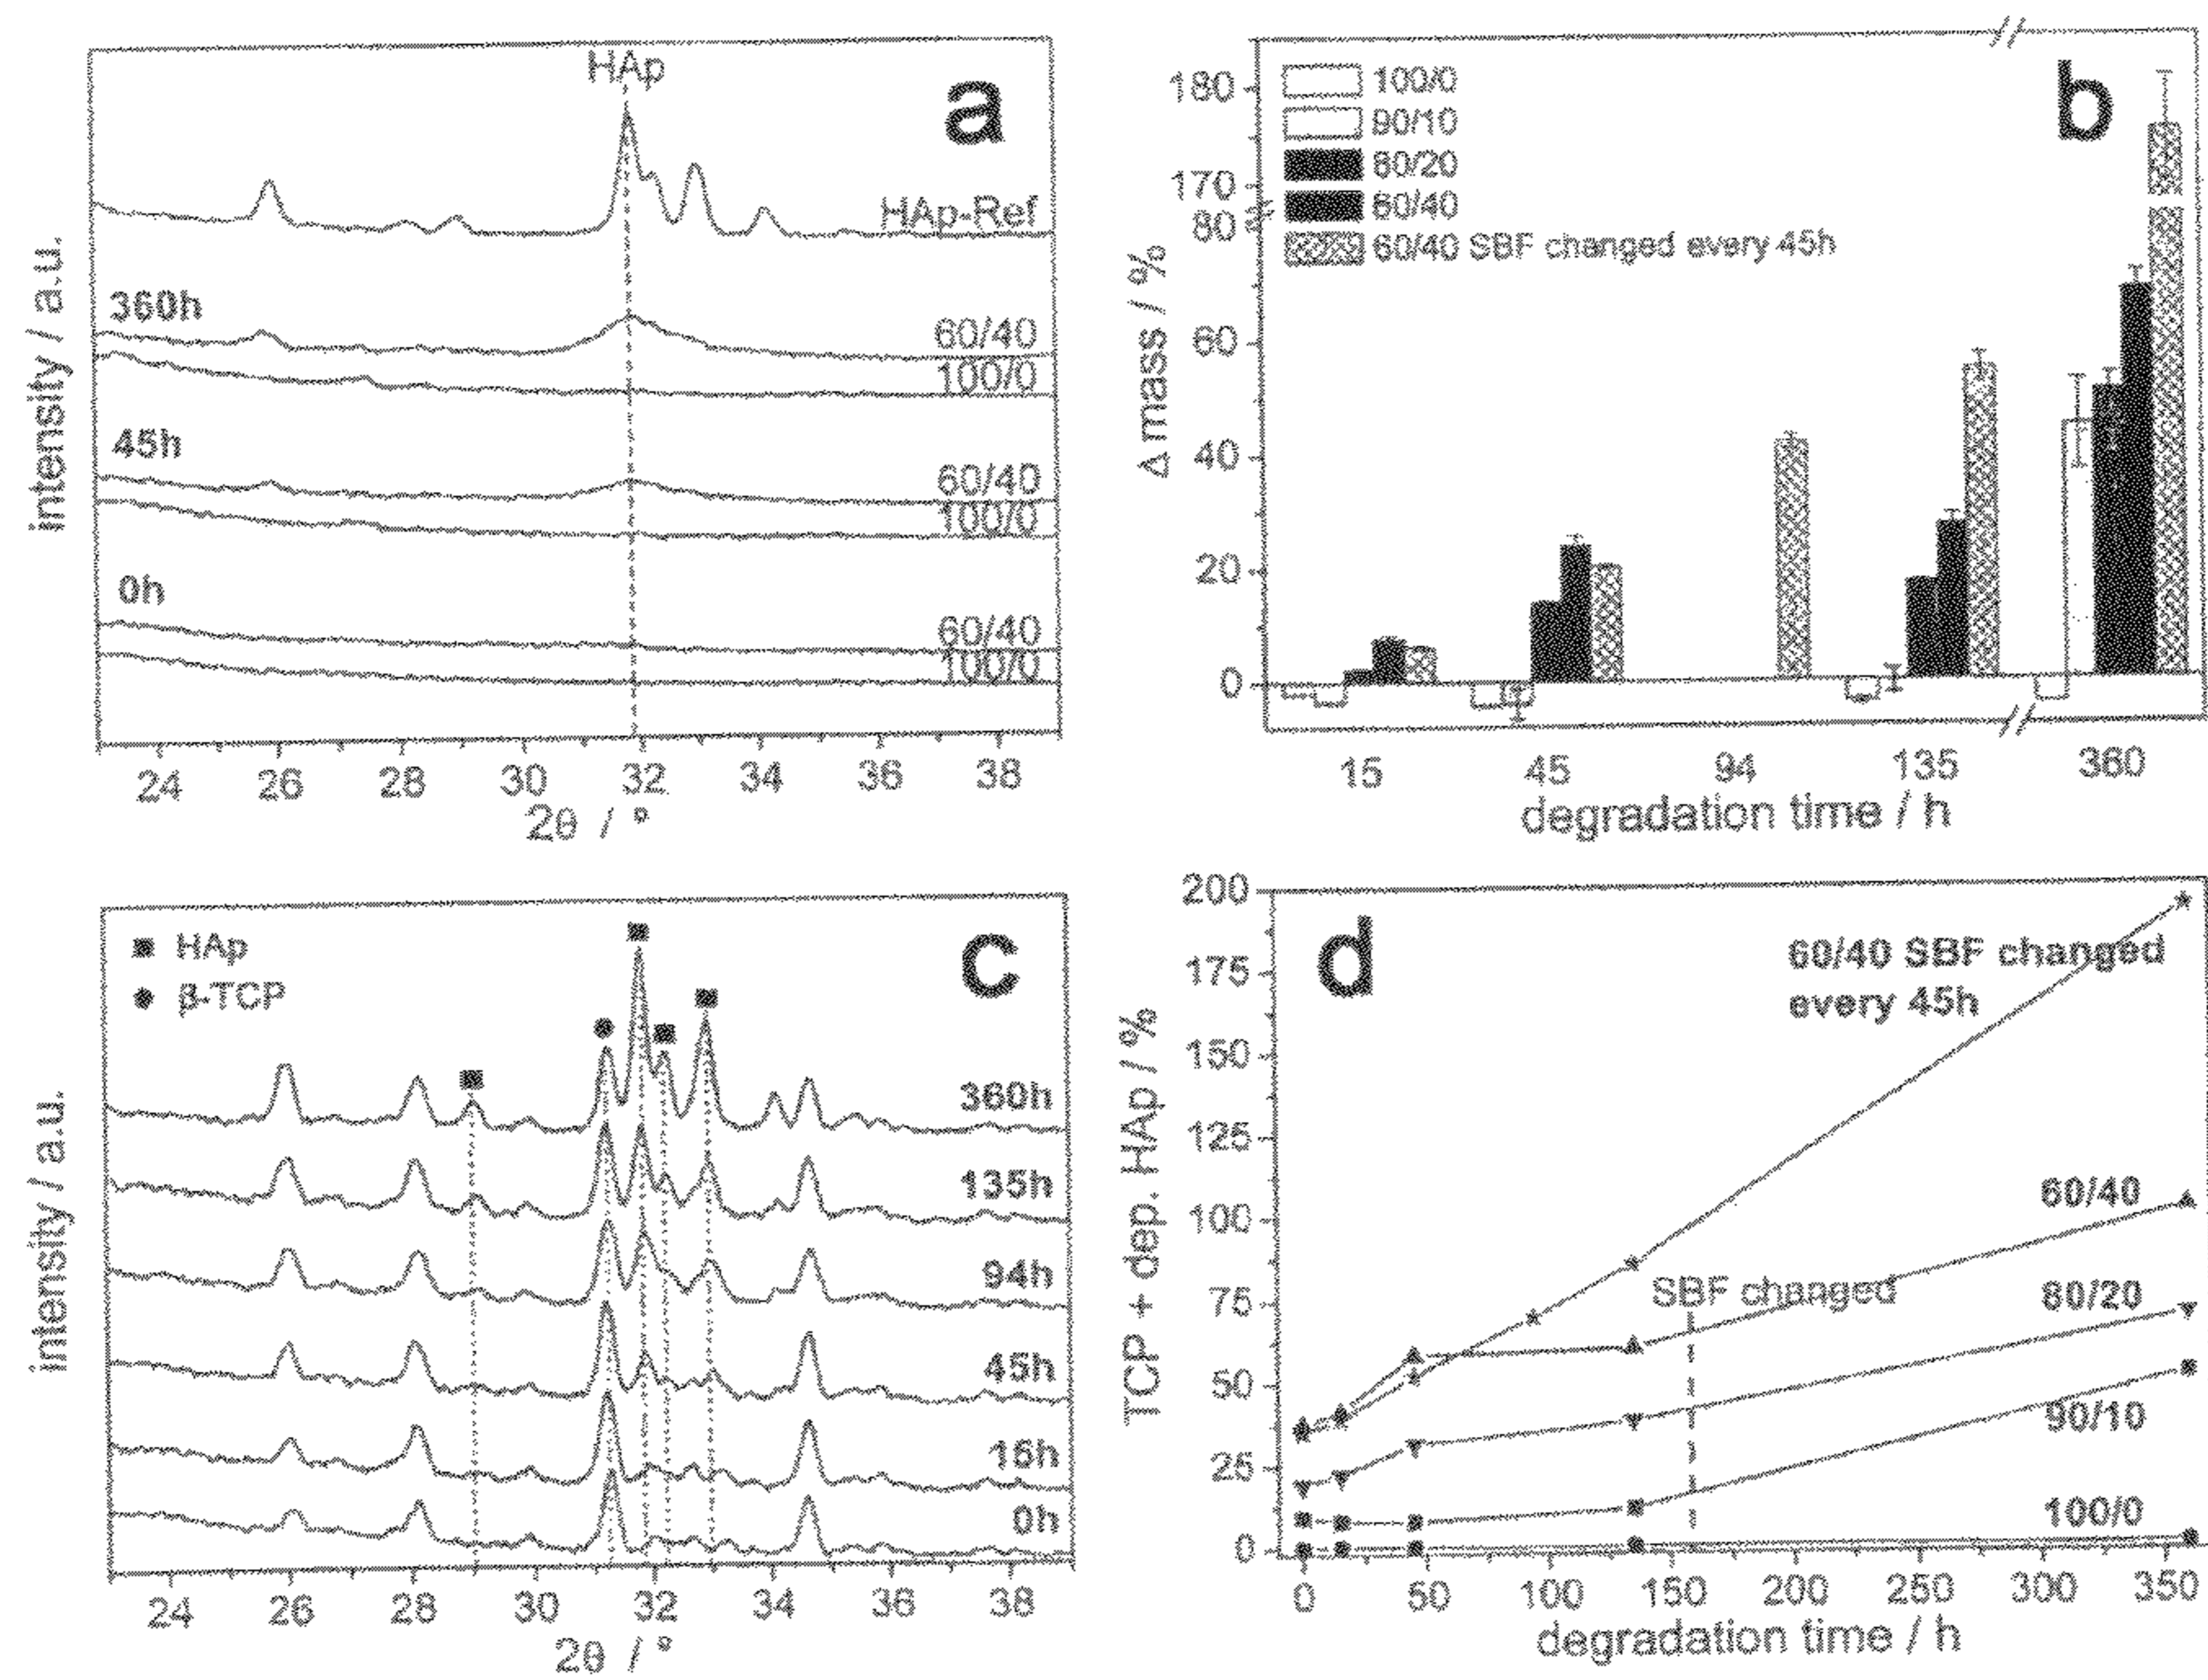 HAp
a
HAp-Ref
360h
60/40
100/0
45h
60/40
100/0
0h
60/40
100/0
24 26 28 30 32 34 36 38
2θ / °
intensity / a.u.
b
100/0
90/10
80/20
60/40
60/40 SBF changed every 45h
180
170
80
60
40
20
0
Δ mass / %
15 45 94 135 360
degradation time / h
c
HAp
β-TCP
360h
135h
94h
45h
15h
0h
24 26 28 30 32 34 36 38
2θ / °
intensity / a.u.
d
60/40 SBF changed
every 45h
60/40
SBF changed
80/20
90/10
100/0
200
175
150
125
100
75
50
25
0
TCP + dep. HAp / %
0 50 100 150 200 250 300 350
degradation time / h